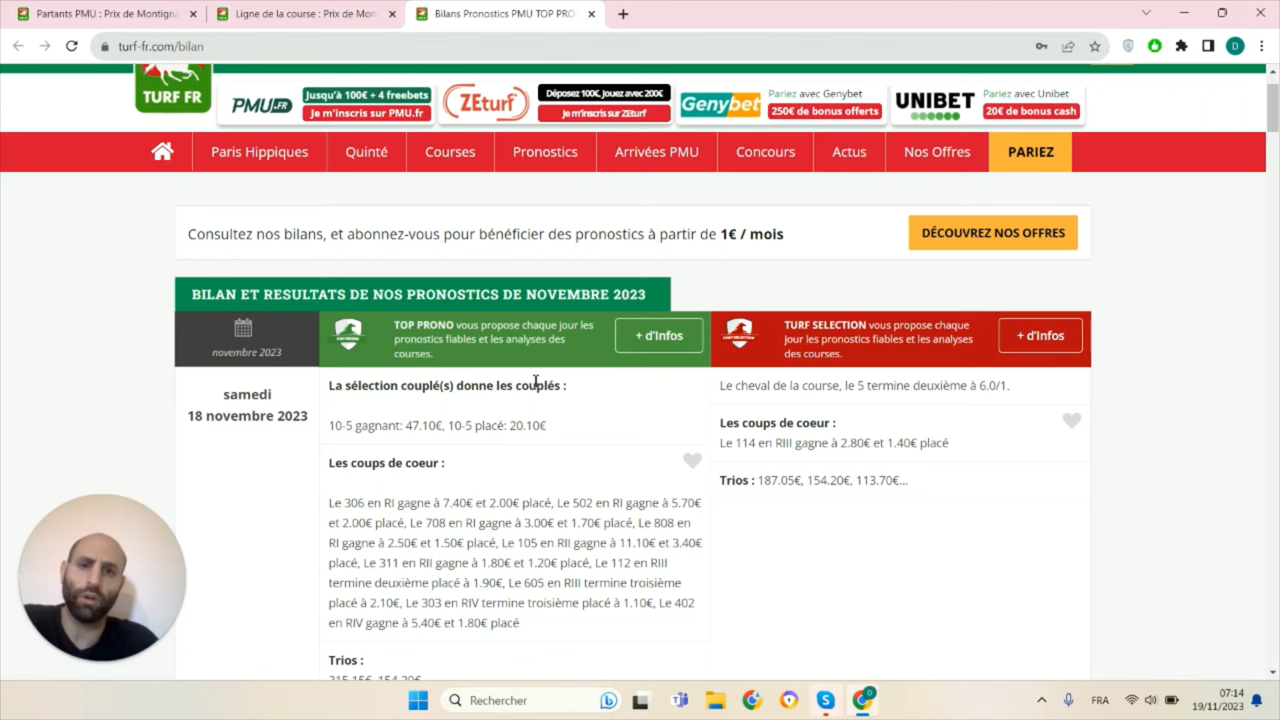 Partants PMU : Prix de Montigna
Ligne de la course : Prix de Mon
Bilans Pronostics PMU TOP PRO
turf-fr.com/bilan
D
TURF FR
PMU.FR
Jusqu'à 100€ + 4 freebets
Je m'inscris sur PMU.fr
ZEturf
Déposez 100€, Jouez avec 200€
Je m'inscris sur ZEturf
Genybet
Pariez avec Genybet
250€ de bonus offerts
UNIBET
Pariez avec Unibet
20€ de bonus cash
Paris Hippiques
Quinté
Courses
Pronostics
Arrivées PMU
Concours
Actus
Nos Offres
PARIEZ
Consultez nos bilans, et abonnez-vous pour bénéficier des pronostics à partir de 1€ / mois
DÉCOUVREZ NOS OFFRES
BILAN ET RESULTATS DE NOS PRONOSTICS DE NOVEMBRE 2023
novembre 2023
TOP PRONO
TOP PRONO vous propose chaque jour les
pronostics fiables et les analyses des
courses.
+ d'Infos
TURF SELECTION vous propose chaque
jour les pronostics fiables et les analyses
des courses.
+ d'Infos
samedi
18 novembre 2023
La sélection couplé(s) donne les couplés :
10-5 gagnant: 47.10€, 10-5 placé: 20.10€
Les coups de coeur :
Le 306 en RI gagne à 7.40€ et 2.00€ placé, Le 502 en RI gagne à 5.70€
et 2.00€ placé, Le 708 en RI gagne à 3.00€ et 1.70€ placé, Le 808 en
RI gagne à 2.50€ et 1.50€ placé, Le 105 en RII gagne à 11.10€ et 3.40€
placé, Le 311 en RII gagne à 1.80€ et 1.20€ placé, Le 112 en RIII
termine deuxième placé à 1.90€, Le 605 en RIII termine troisième
placé à 2.10€, Le 303 en RIV termine troisième placé à 1.10€, Le 402
en RIV gagne à 5.40€ et 1.80€ placé
Trios :
315.15€, 154.20€
Le cheval de la course, le 5 termine deuxième à 6.0/1.
Les coups de coeur :
Le 114 en RIII gagne à 2.80€ et 1.40€ placé
Trios : 187.05€, 154.20€, 113.70€...
Rechercher
FRA
07:14
19/11/2023